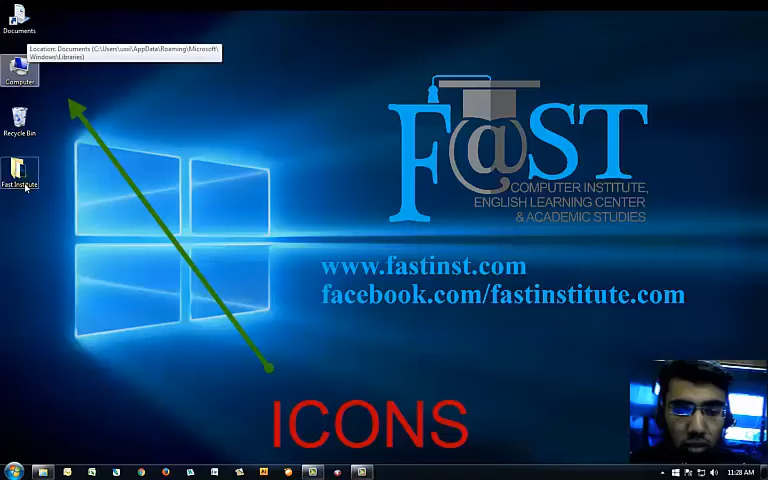 Documents
Location: Documents (C:\Users\uxxi\AppData\Roaming\Microsoft\
Windows\Libraries)
Computer
Recycle Bin
Fast Institute
F@ST
COMPUTER INSTITUTE,
ENGLISH LEARNING CENTER
& ACADEMIC STUDIES
www.fastinst.com
facebook.com/fastinstitute.com
ICONS
11:28 AM